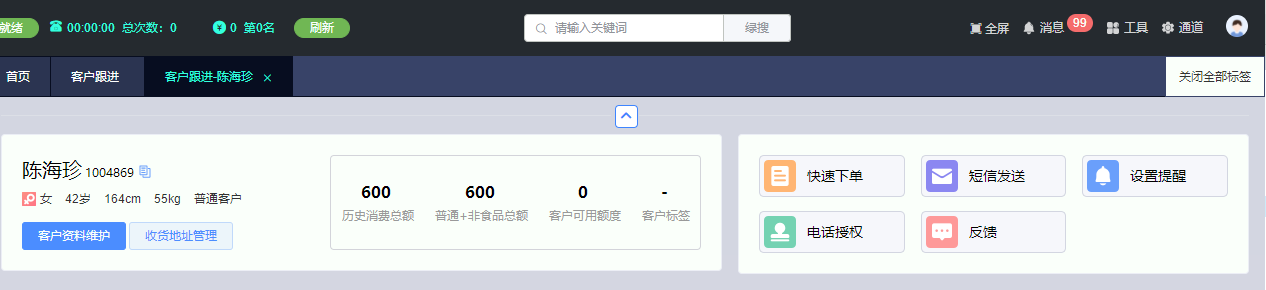 就绪 00:00:00 总次数：0 0 第0名 刷新 请输入关键词 绿搜 全屏 消息 99 工具 通道
首页 客户跟进 客户跟进-陈海珍 × 关闭全部标签
陈海珍 1004869
女 42岁 164cm 55kg 普通客户
客户资料维护 收货地址管理
600 600 0 -
历史消费总额 普通+非食品总额 客户可用额度 客户标签
快速下单 短信发送 设置提醒
电话授权 反馈